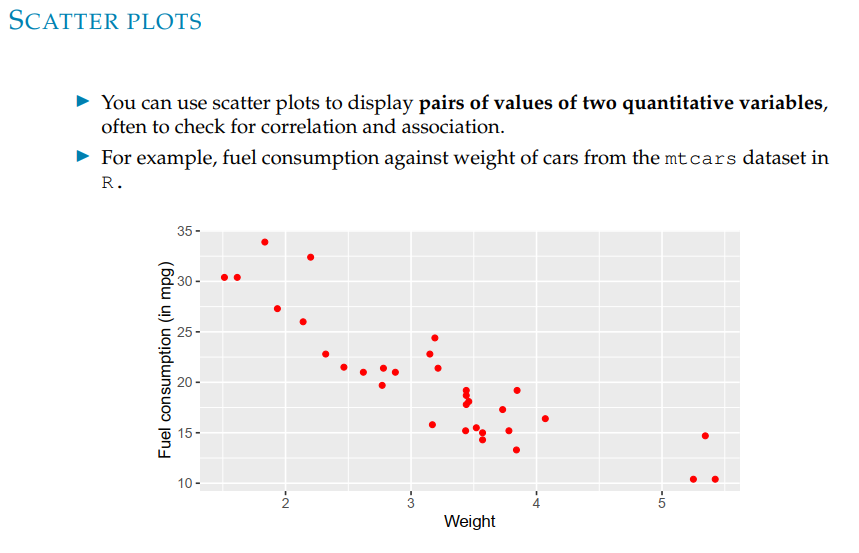 SCATTER PLOTS
You can use scatter plots to display pairs of values of two quantitative variables,
often to check for correlation and association.
For example, fuel consumption against weight of cars from the mtcars dataset in
R.
35
30
25
20
15
10
Fuel consumption (in mpg)
2 3 4 5
Weight